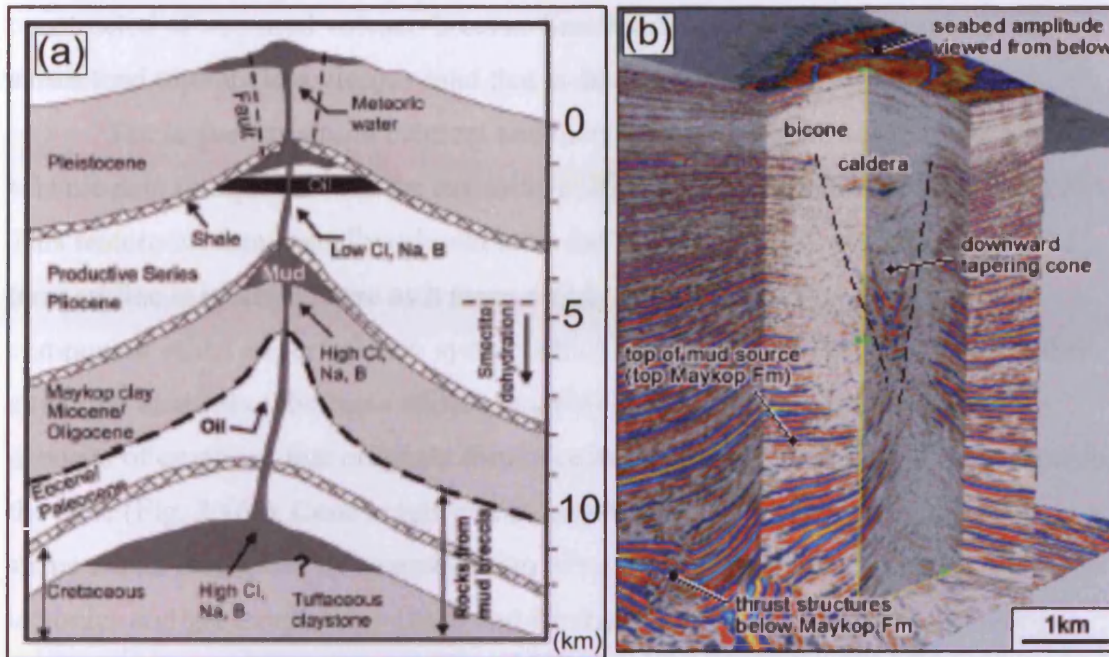 (a)
Fault
Meteoric
water
0
Pleistocene
Oil
Shale
Low Cl, Na, B
Productive Series
Pliocene
Mud
5
Smectite
dehydration
High Cl,
Na, B
Maykop clay
Miocene/
Oligocene
Oil
Eocene/
Paleocene
10
Rocks from
mud breccia
Cretaceous
High Cl,
Na, B
?
Tuffaceous
claystone
(km)
(b)
seabed amplitude
viewed from below
bicone
caldera
downward
tapering cone
top of mud source
(top Maykop Fm)
thrust structures
below Maykop Fm
1km